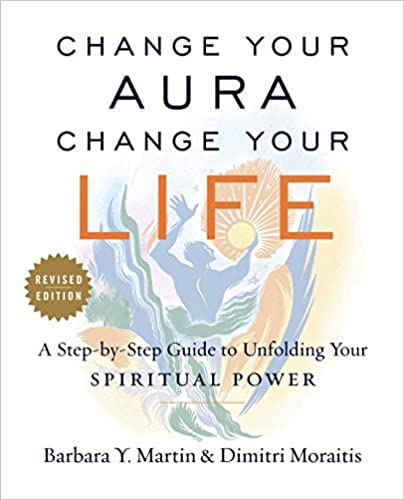 CHANGE YOUR
AURA
CHANGE YOUR
LIFE
REVISED
EDITION
A Step-by-Step Guide to Unfolding Your
SPIRITUAL POWER
Barbara Y. Martin & Dimitri Moraitis